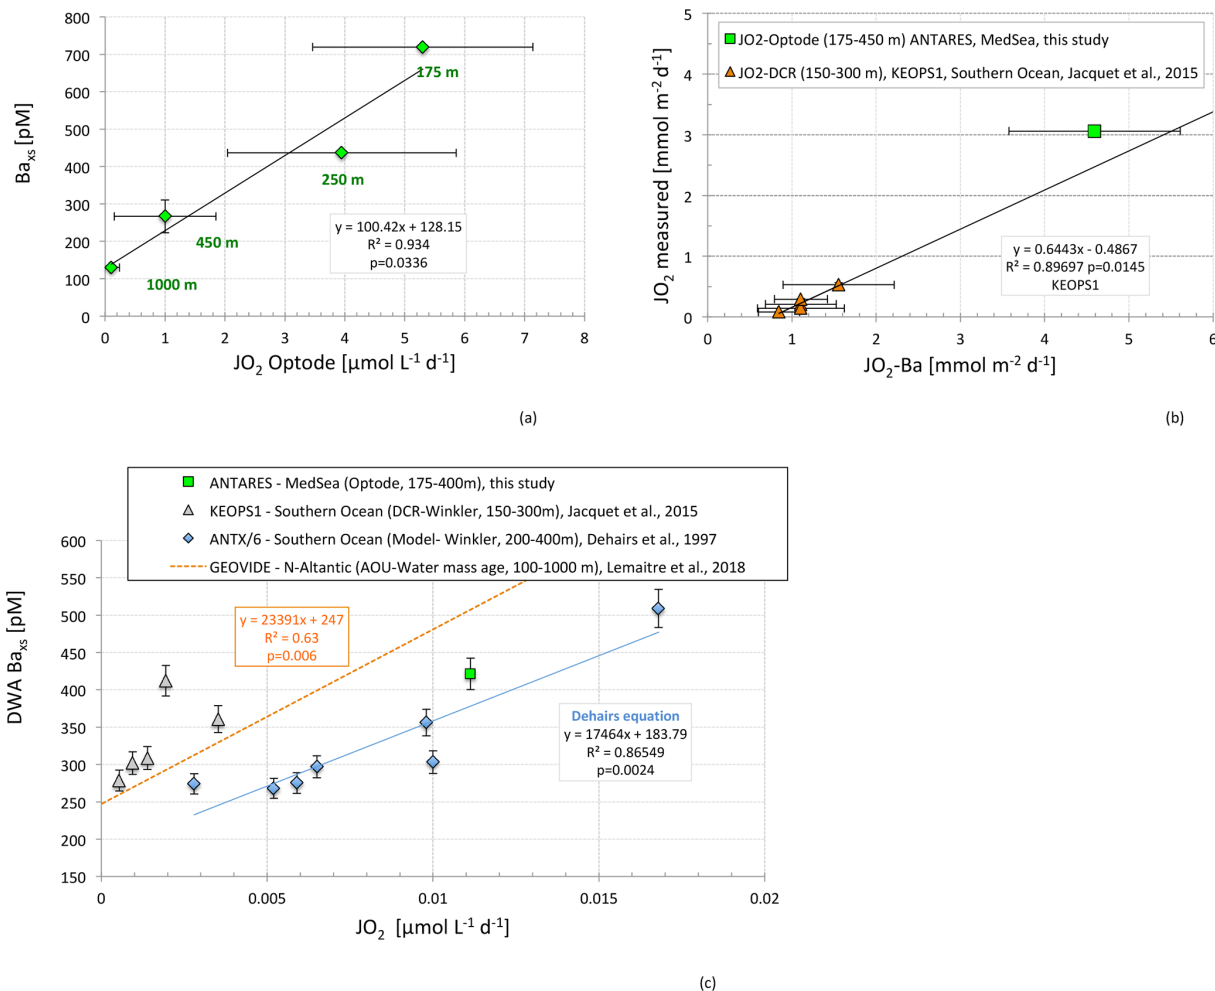 800
700
600
500
400
300
200
100
0
Ba_xs [pM]
175 m
250 m
450 m
1000 m
y = 100.42x + 128.15
R² = 0.934
p=0.0336
0 1 2 3 4 5 6 7 8
JO₂ Optode [µmol L⁻¹ d⁻¹]
(a)
5
4
3
2
1
0
JO₂ measured [mmol m⁻² d⁻¹]
JO2-Optode (175-450 m) ANTARES, MedSea, this study
JO2-DCR (150-300 m), KEOPS1, Southern Ocean, Jacquet et al., 2015
y = 0.6443x - 0.4867
R² = 0.89697 p=0.0145
KEOPS1
0 1 2 3 4 5 6
JO₂-Ba [mmol m⁻² d⁻¹]
(b)
ANTARES - MedSea (Optode, 175-400m), this study
KEOPS1 - Southern Ocean (DCR-Winkler, 150-300m), Jacquet et al., 2015
ANTX/6 - Southern Ocean (Model- Winkler, 200-400m), Dehairs et al., 1997
GEOVIDE - N-Altantic (AOU-Water mass age, 100-1000 m), Lemaitre et al., 2018
600
550
500
450
400
350
300
250
200
150
DWA Ba_xs [pM]
y = 23391x + 247
R² = 0.63
p=0.006
Dehairs equation
y = 17464x + 183.79
R² = 0.86549
p=0.0024
0 0.005 0.01 0.015 0.02
JO₂ [µmol L⁻¹ d⁻¹]
(c)